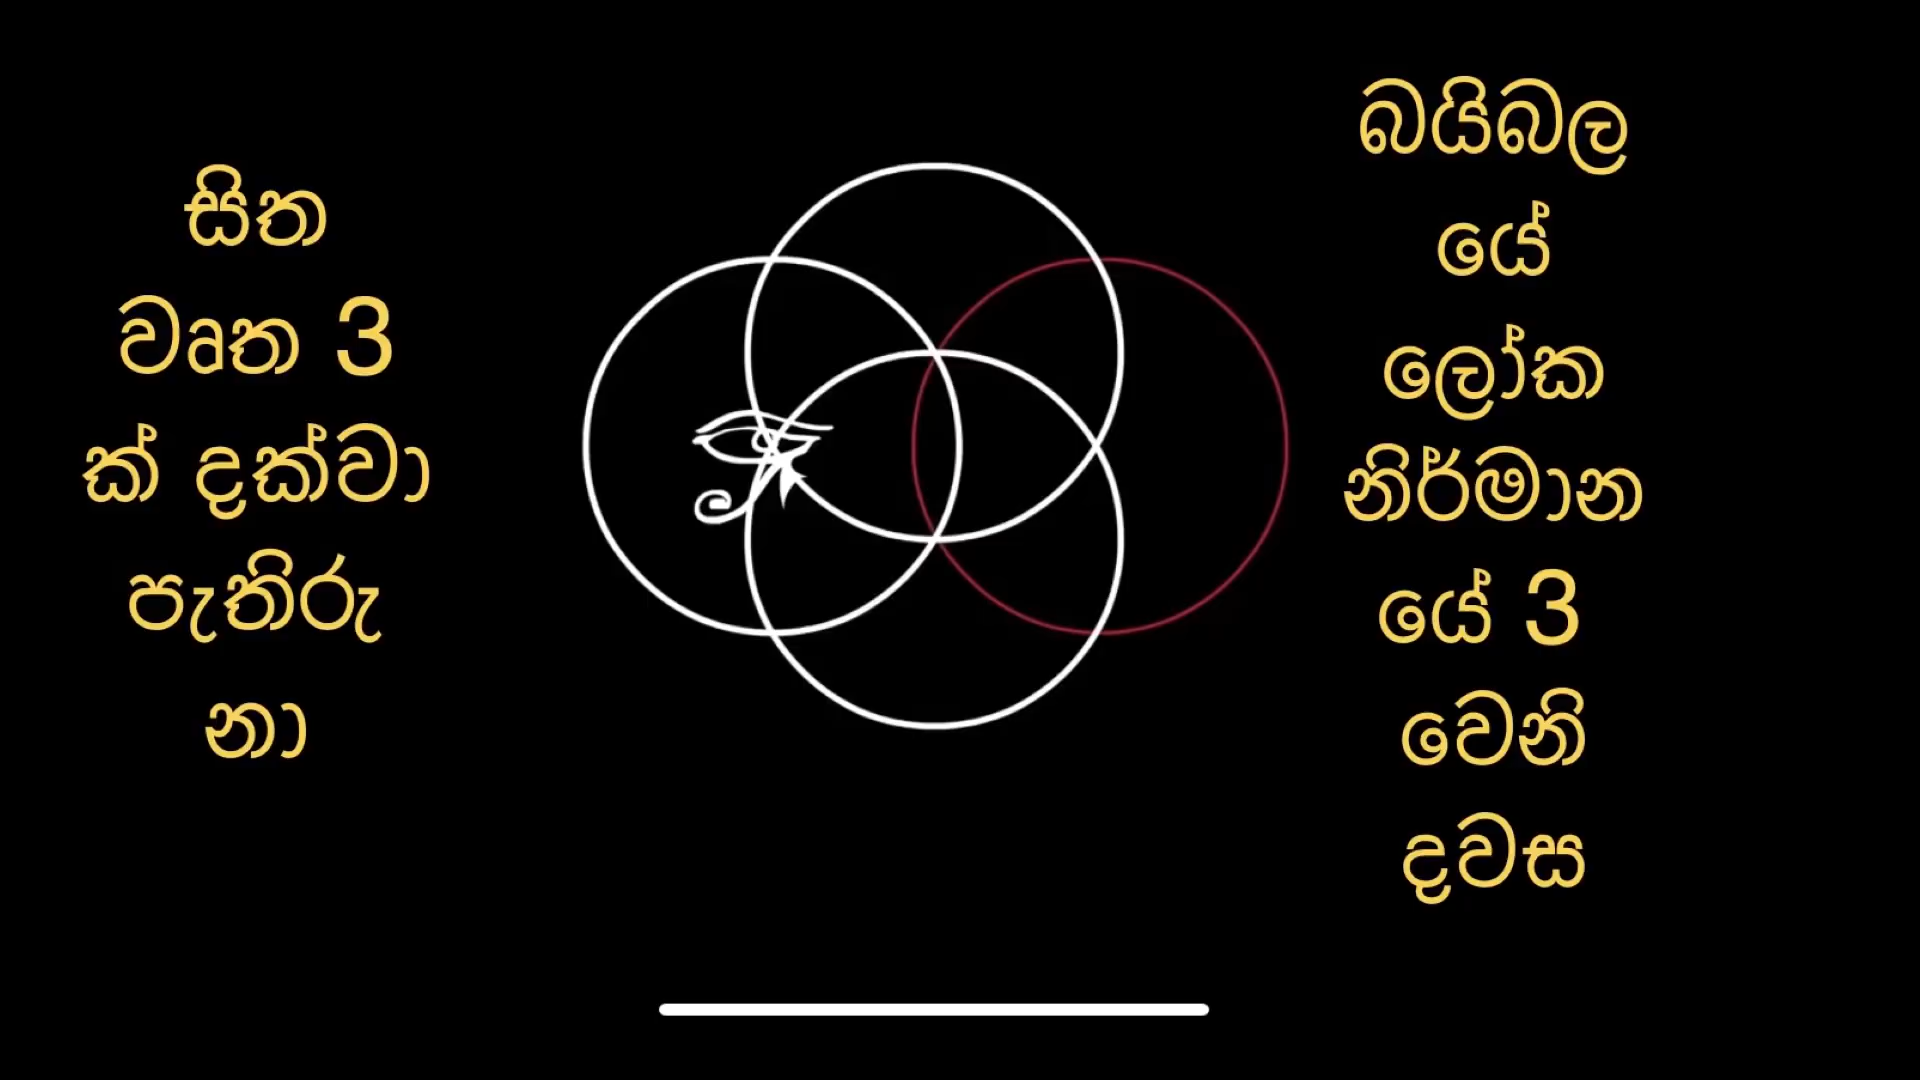 සිත
වෘත 3
ක් දක්වා
පැතිරු
නා
බයිබල
යේ
ලෝක
නිර්මාන
යේ 3
වෙනි
දවස